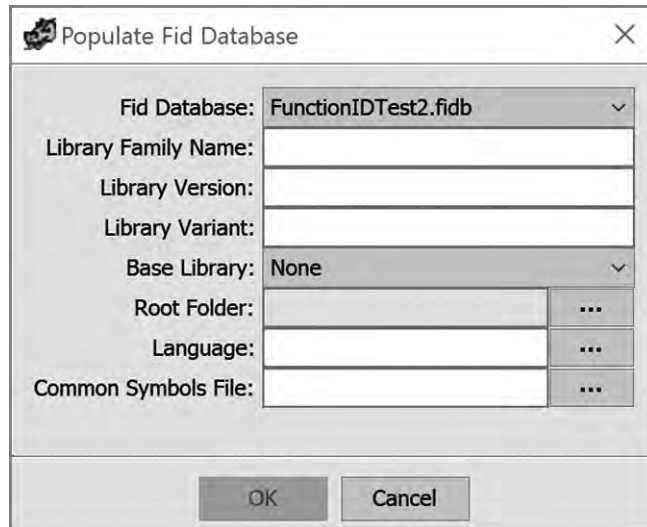 Populate Fid Database
Fid Database: FunctionIDTest2.fidb
Library Family Name:
Library Version:
Library Variant:
Base Library: None
Root Folder: ...
Language: ...
Common Symbols File: ...
OK Cancel